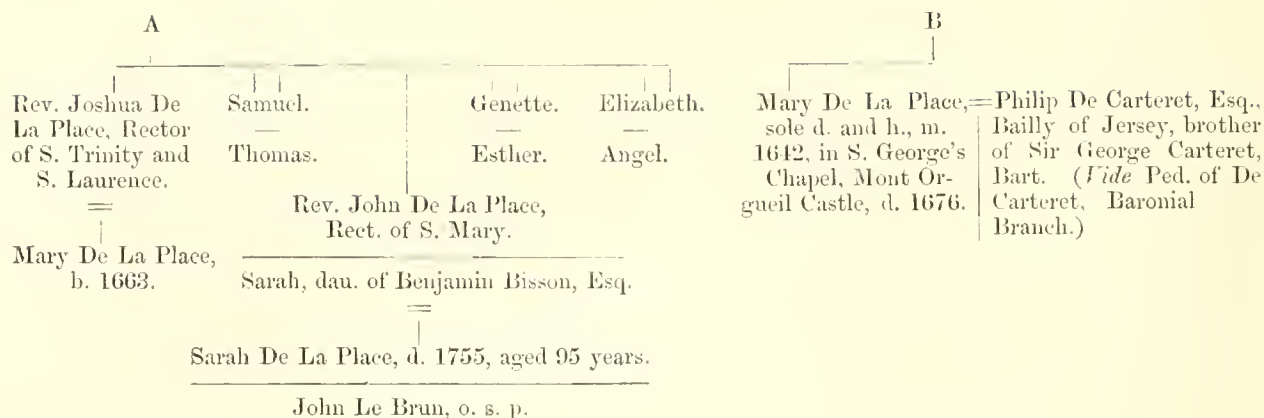 A
Rev. Joshua De
La Place, Rector
of S. Trinity and
S. Laurence.
=
Mary De La Place,
b. 1663.
Samuel.
—
Thomas.
Rev. John De La Place,
Rect. of S. Mary.
Sarah, dau. of Benjamin Bisson, Esq.
=
Sarah De La Place, d. 1755, aged 95 years.
John Le Brun, o. s. p.
Genette.
—
Esther.
Elizabeth.
—
Angel.
B
Mary De La Place,=
sole d. and h., m.
1642, in S. George's
Chapel, Mont Or-
gueil Castle, d. 1676.
Philip De Carteret, Esq.,
Bailly of Jersey, brother
of Sir George Carteret,
Bart. (Vide Ped. of De
Carteret, Baronial
Branch.)